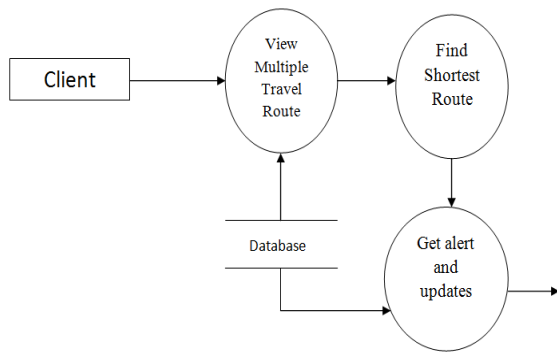 Client
View
Multiple
Travel
Route
Find
Shortest
Route
Database
Get alert
and
updates